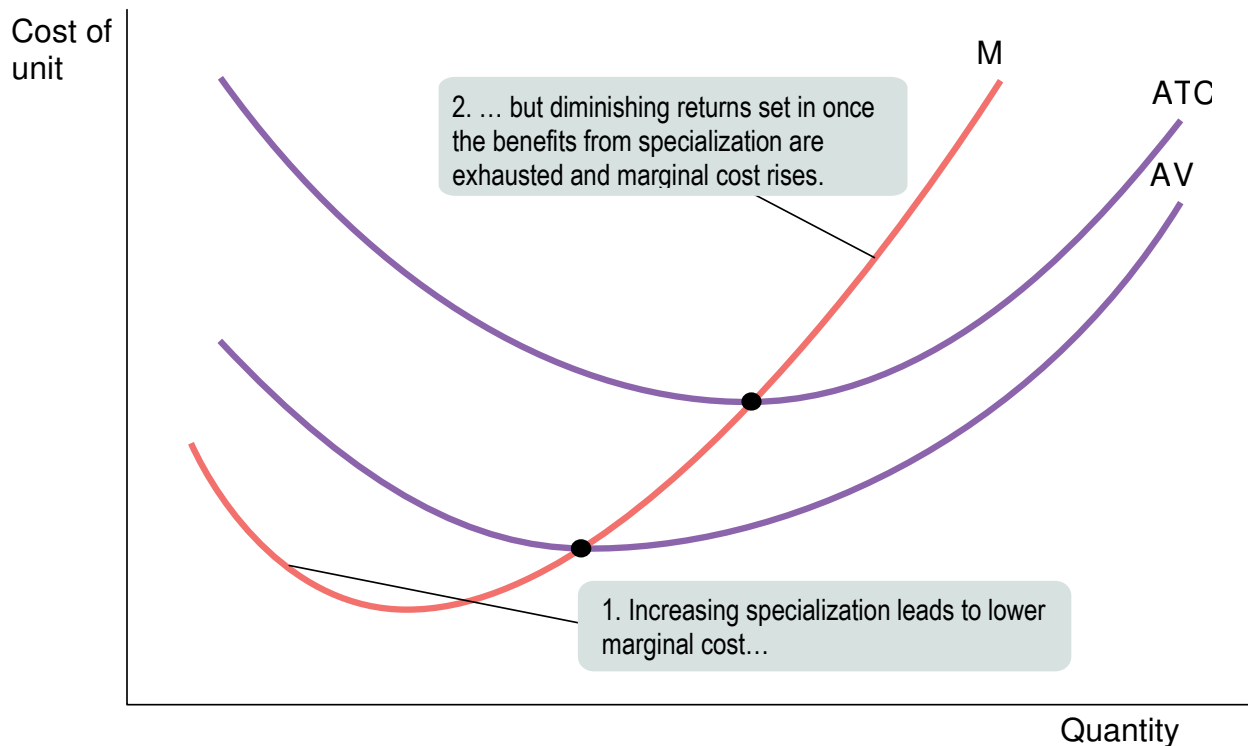 Cost of
unit
M
ATC
AV
2. … but diminishing returns set in once
the benefits from specialization are
exhausted and marginal cost rises.
1. Increasing specialization leads to lower
marginal cost…
Quantity